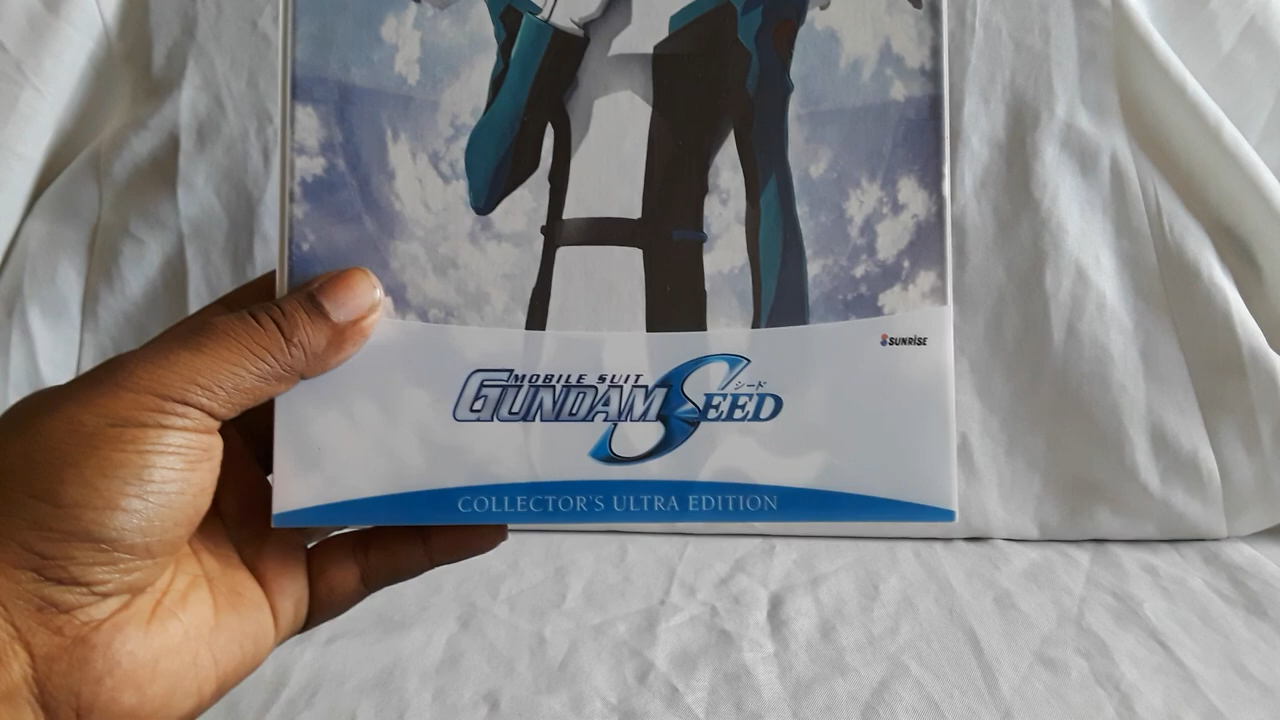 SUNRISE
MOBILE SUIT
GUNDAM SEED
シード
COLLECTOR'S ULTRA EDITION